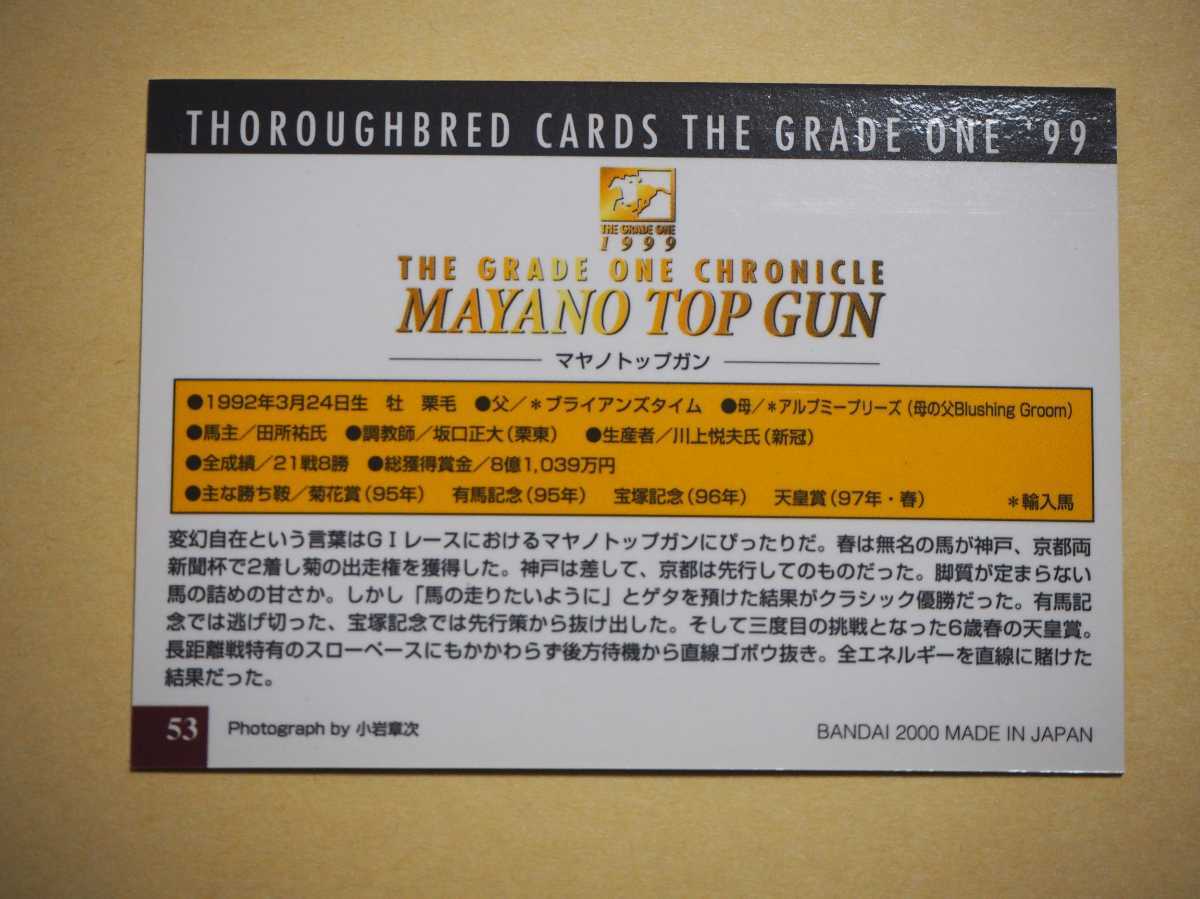 THOROUGHBRED CARDS THE GRADE ONE '99
THE GRADE ONE
1999
THE GRADE ONE CHRONICLE
MAYANO TOP GUN
マヤノトップガン
●1992年3月24日生 牡 栗毛 ●父／＊ブライアンズタイム ●母／＊アルプミープリーズ（母の父Blushing Groom）
●馬主／田所祐氏 ●調教師／坂口正大（栗東） ●生産者／川上悦夫氏（新冠）
●全成績／21戦8勝 ●総獲得賞金／8億1,039万円
●主な勝ち鞍／菊花賞（95年） 有馬記念（95年） 宝塚記念（96年） 天皇賞（97年・春） ＊輸入馬
変幻自在という言葉はGⅠレースにおけるマヤノトップガンにぴったりだ。春は無名の馬が神戸、京都両
新聞杯で2着し菊の出走権を獲得した。神戸は差して、京都は先行してのものだった。脚質が定まらない
馬の詰めの甘さか。しかし「馬の走りたいように」とゲタを預けた結果がクラシック優勝だった。有馬記
念では逃げ切った、宝塚記念では先行策から抜け出した。そして三度目の挑戦となった6歳春の天皇賞。
長距離戦特有のスローペースにもかかわらず後方待機から直線ゴボウ抜き。全エネルギーを直線に賭けた
結果だった。
53
Photograph by 小岩章次
BANDAI 2000 MADE IN JAPAN